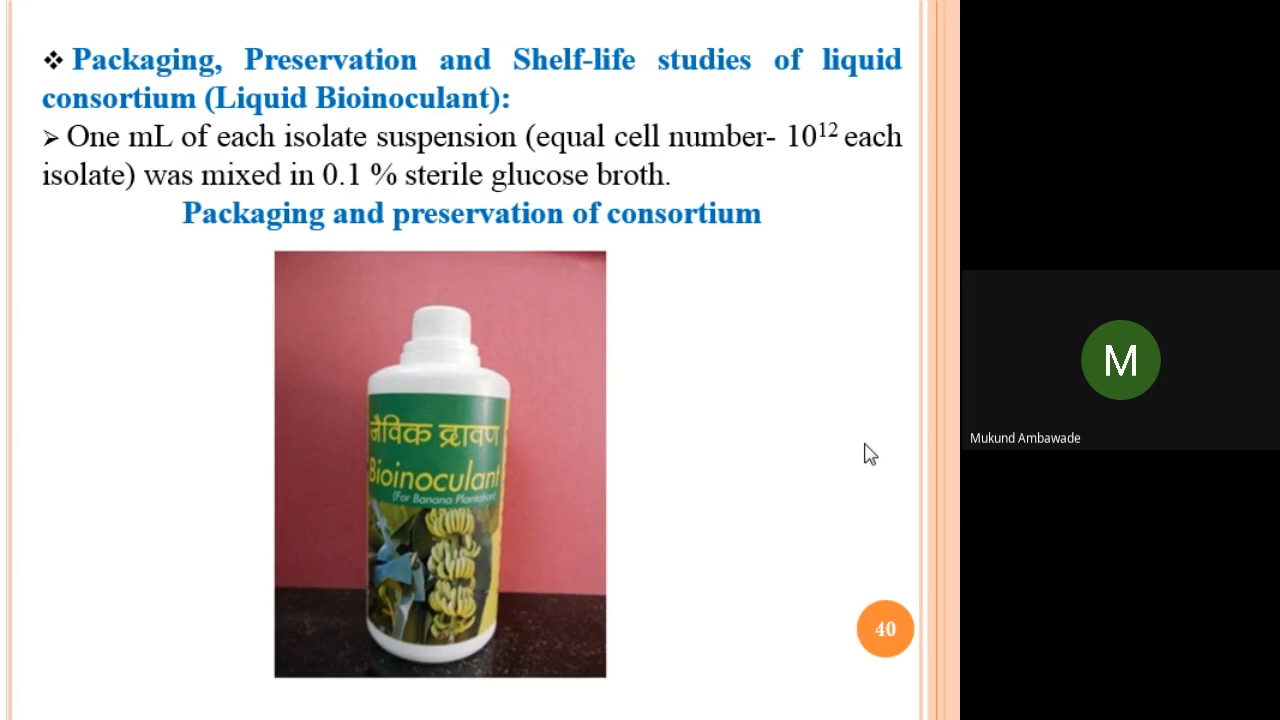 ❖ Packaging, Preservation and Shelf-life studies of liquid
consortium (Liquid Bioinoculant):
➢ One mL of each isolate suspension (equal cell number- 10¹² each
isolate) was mixed in 0.1 % sterile glucose broth.
Packaging and preservation of consortium
जैविक द्रावण
Bioinoculant
(For Banana Plantation)
40
M
Mukund Ambawade